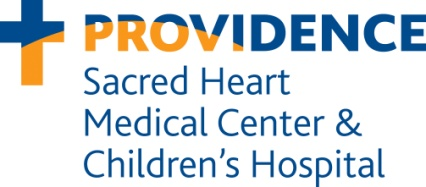 PROVIDENCE
Sacred Heart
Medical Center &
Children's Hospital